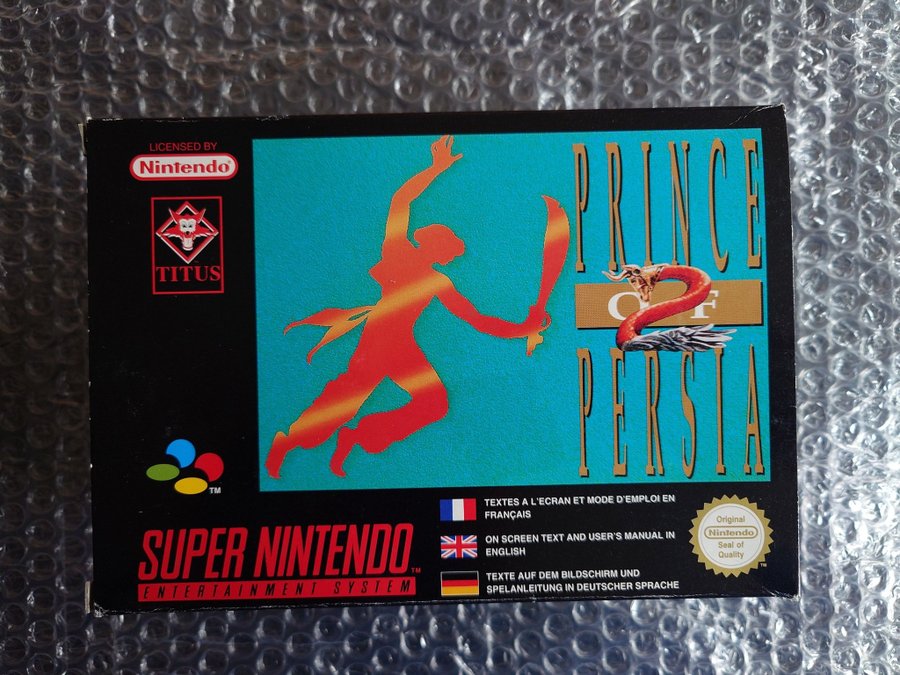 LICENSED BY
Nintendo®
TITUS
PRINCE
OF
2
PERSIA
TM
SUPER NINTENDO™
ENTERTAINMENT SYSTEM
TEXTES A L'ECRAN ET MODE D'EMPLOI EN
FRANÇAIS
ON SCREEN TEXT AND USER'S MANUAL IN
ENGLISH
TEXTE AUF DEM BILDSCHIRM UND
SPELANLEITUNG IN DEUTSCHER SPRACHE
Original
Nintendo
Seal of
Quality
TM